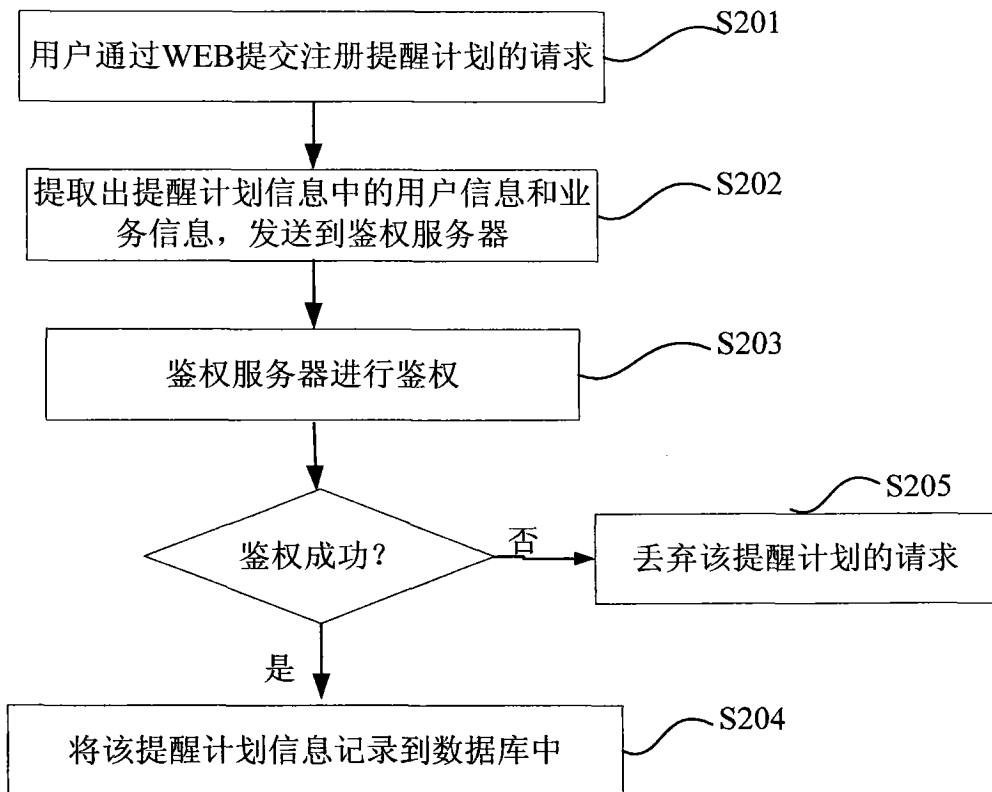 S201
用户通过WEB提交注册提醒计划的请求
S202
提取出提醒计划信息中的用户信息和业
务信息，发送到鉴权服务器
S203
鉴权服务器进行鉴权
S205
鉴权成功？
否
丢弃该提醒计划的请求
是
S204
将该提醒计划信息记录到数据库中